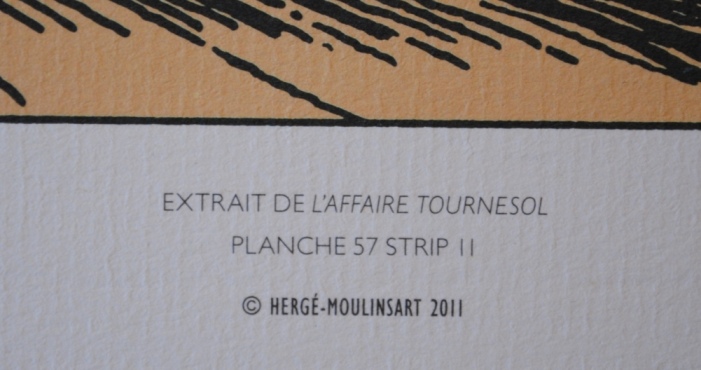 EXTRAIT DE L'AFFAIRE TOURNESOL
PLANCHE 57 STRIP II
© HERGÉ-MOULINSART 2011